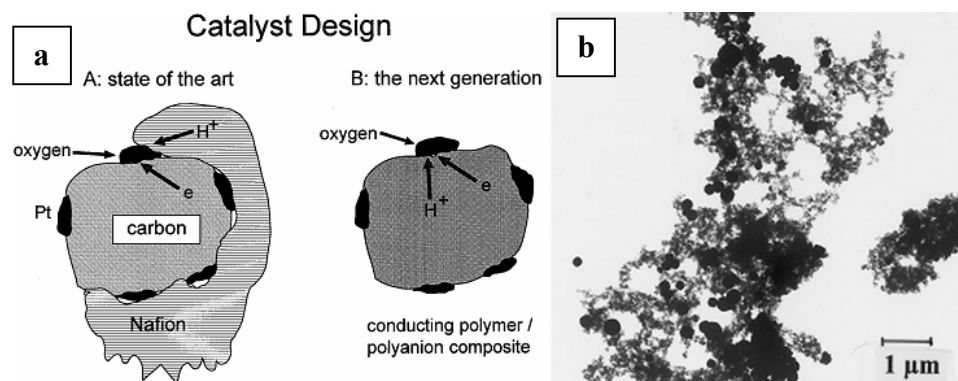 Catalyst Design
a
A: state of the art
B: the next generation
H+
oxygen
e
Pt
carbon
Nafion
oxygen
e
H+
conducting polymer /
polyanion composite
b
1 µm